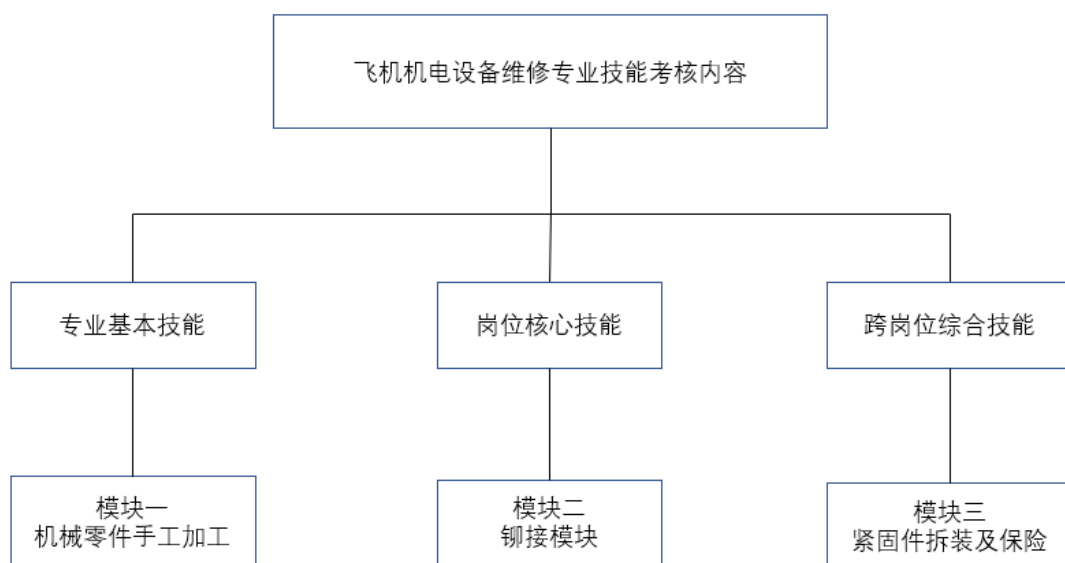 飞机机电设备维修专业技能考核内容
专业基本技能
岗位核心技能
跨岗位综合技能
模块一
机械零件手工加工
模块二
铆接模块
模块三
紧固件拆装及保险